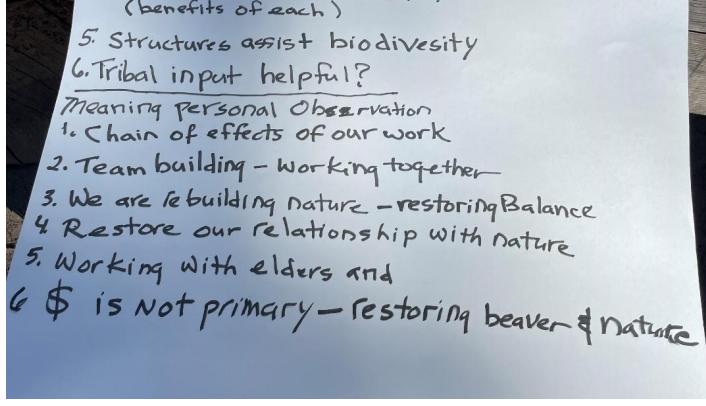 (benefits of each)
5. Structures assist biodivesity
6. Tribal input helpful?
Meaning personal Observation
1. Chain of effects of our work
2. Team building - working together
3. We are rebuilding nature - restoring Balance
4 Restore our relationship with nature
5. Working with elders and
6 $ is Not primary - restoring beaver & nature